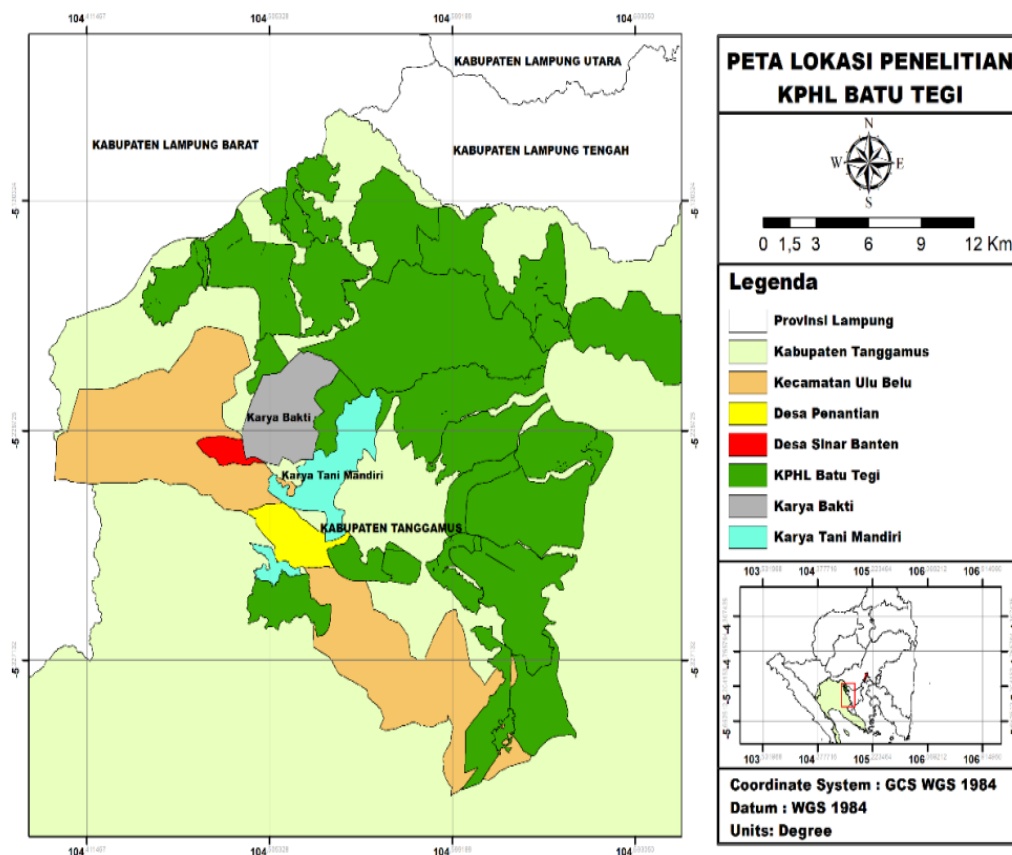 KABUPATEN LAMPUNG UTARA
KABUPATEN LAMPUNG BARAT
KABUPATEN LAMPUNG TENGAH
Karya Bakti
Karya Tani Mandiri
KABUPATEN TANGGAMUS
PETA LOKASI PENELITIAN
KPHL BATU TEGI
N
W E
S
0 1,5 3 6 9 12 Km
Legenda
Provinsi Lampung
Kabupaten Tanggamus
Kecamatan Ulu Belu
Desa Penantian
Desa Sinar Banten
KPHL Batu Tegi
Karya Bakti
Karya Tani Mandiri
Coordinate System : GCS WGS 1984
Datum : WGS 1984
Units: Degree